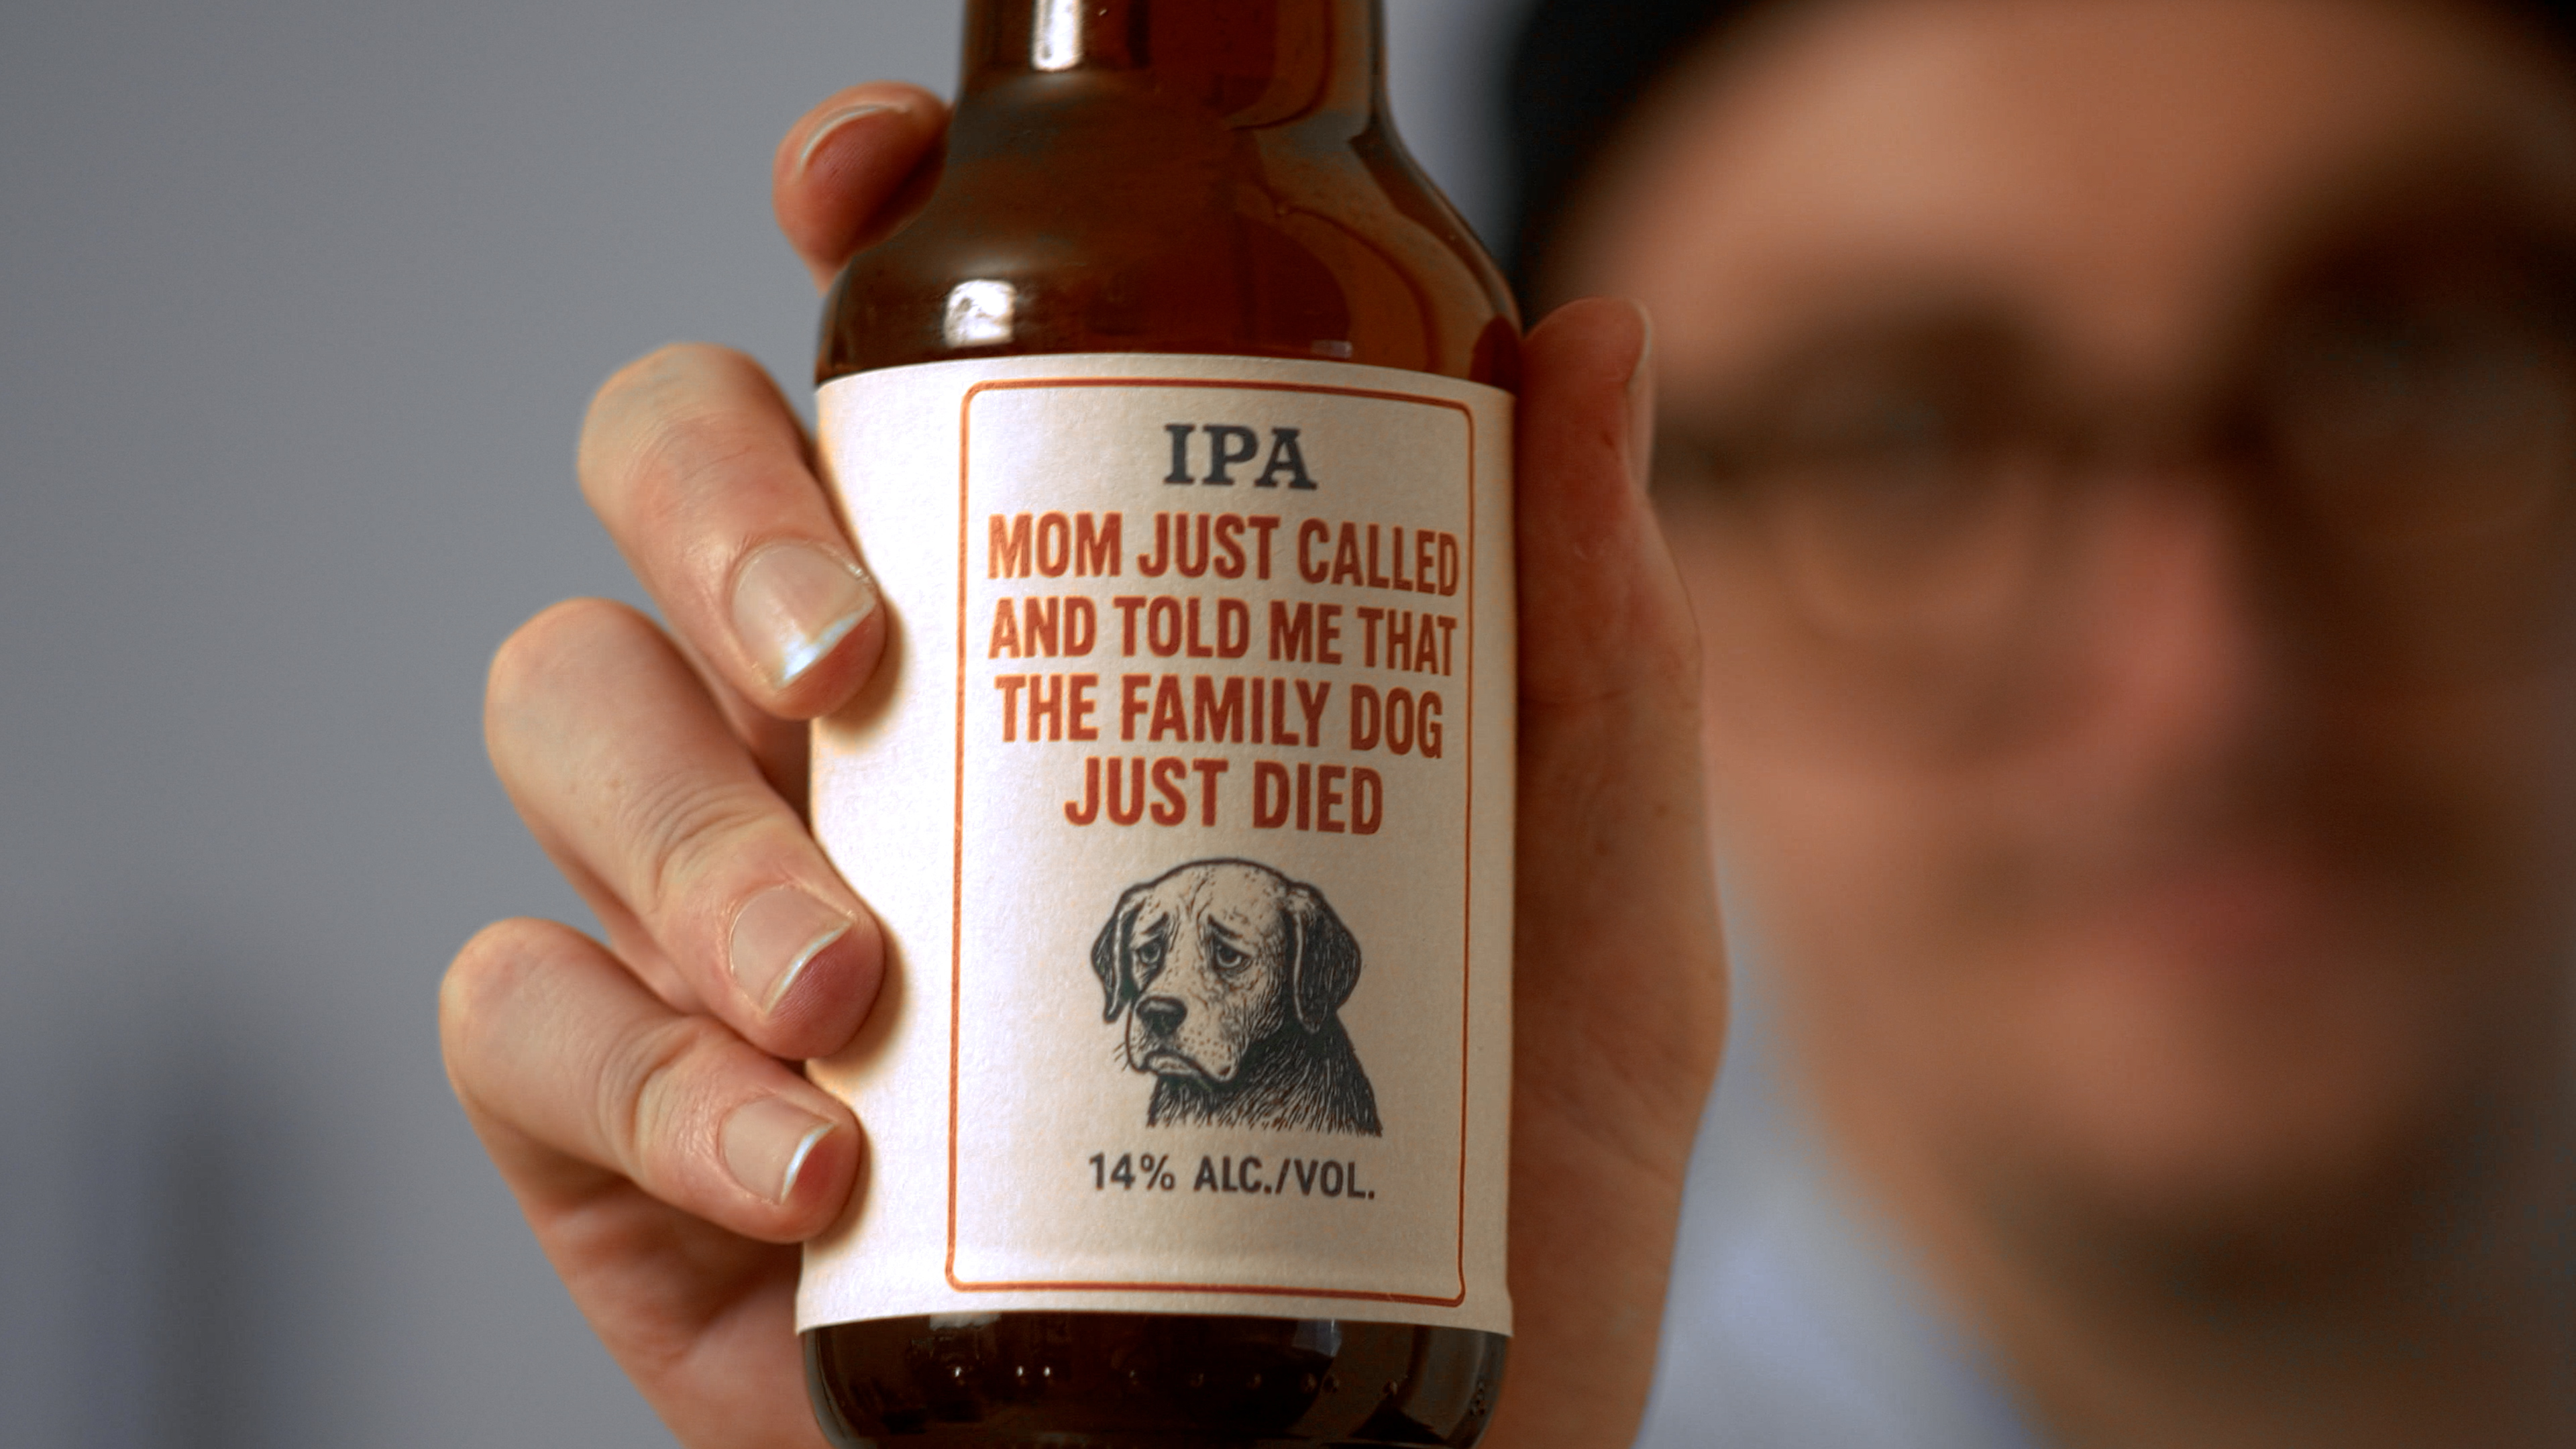 IPA
MOM JUST CALLED
AND TOLD ME THAT
THE FAMILY DOG
JUST DIED
14% ALC./VOL.